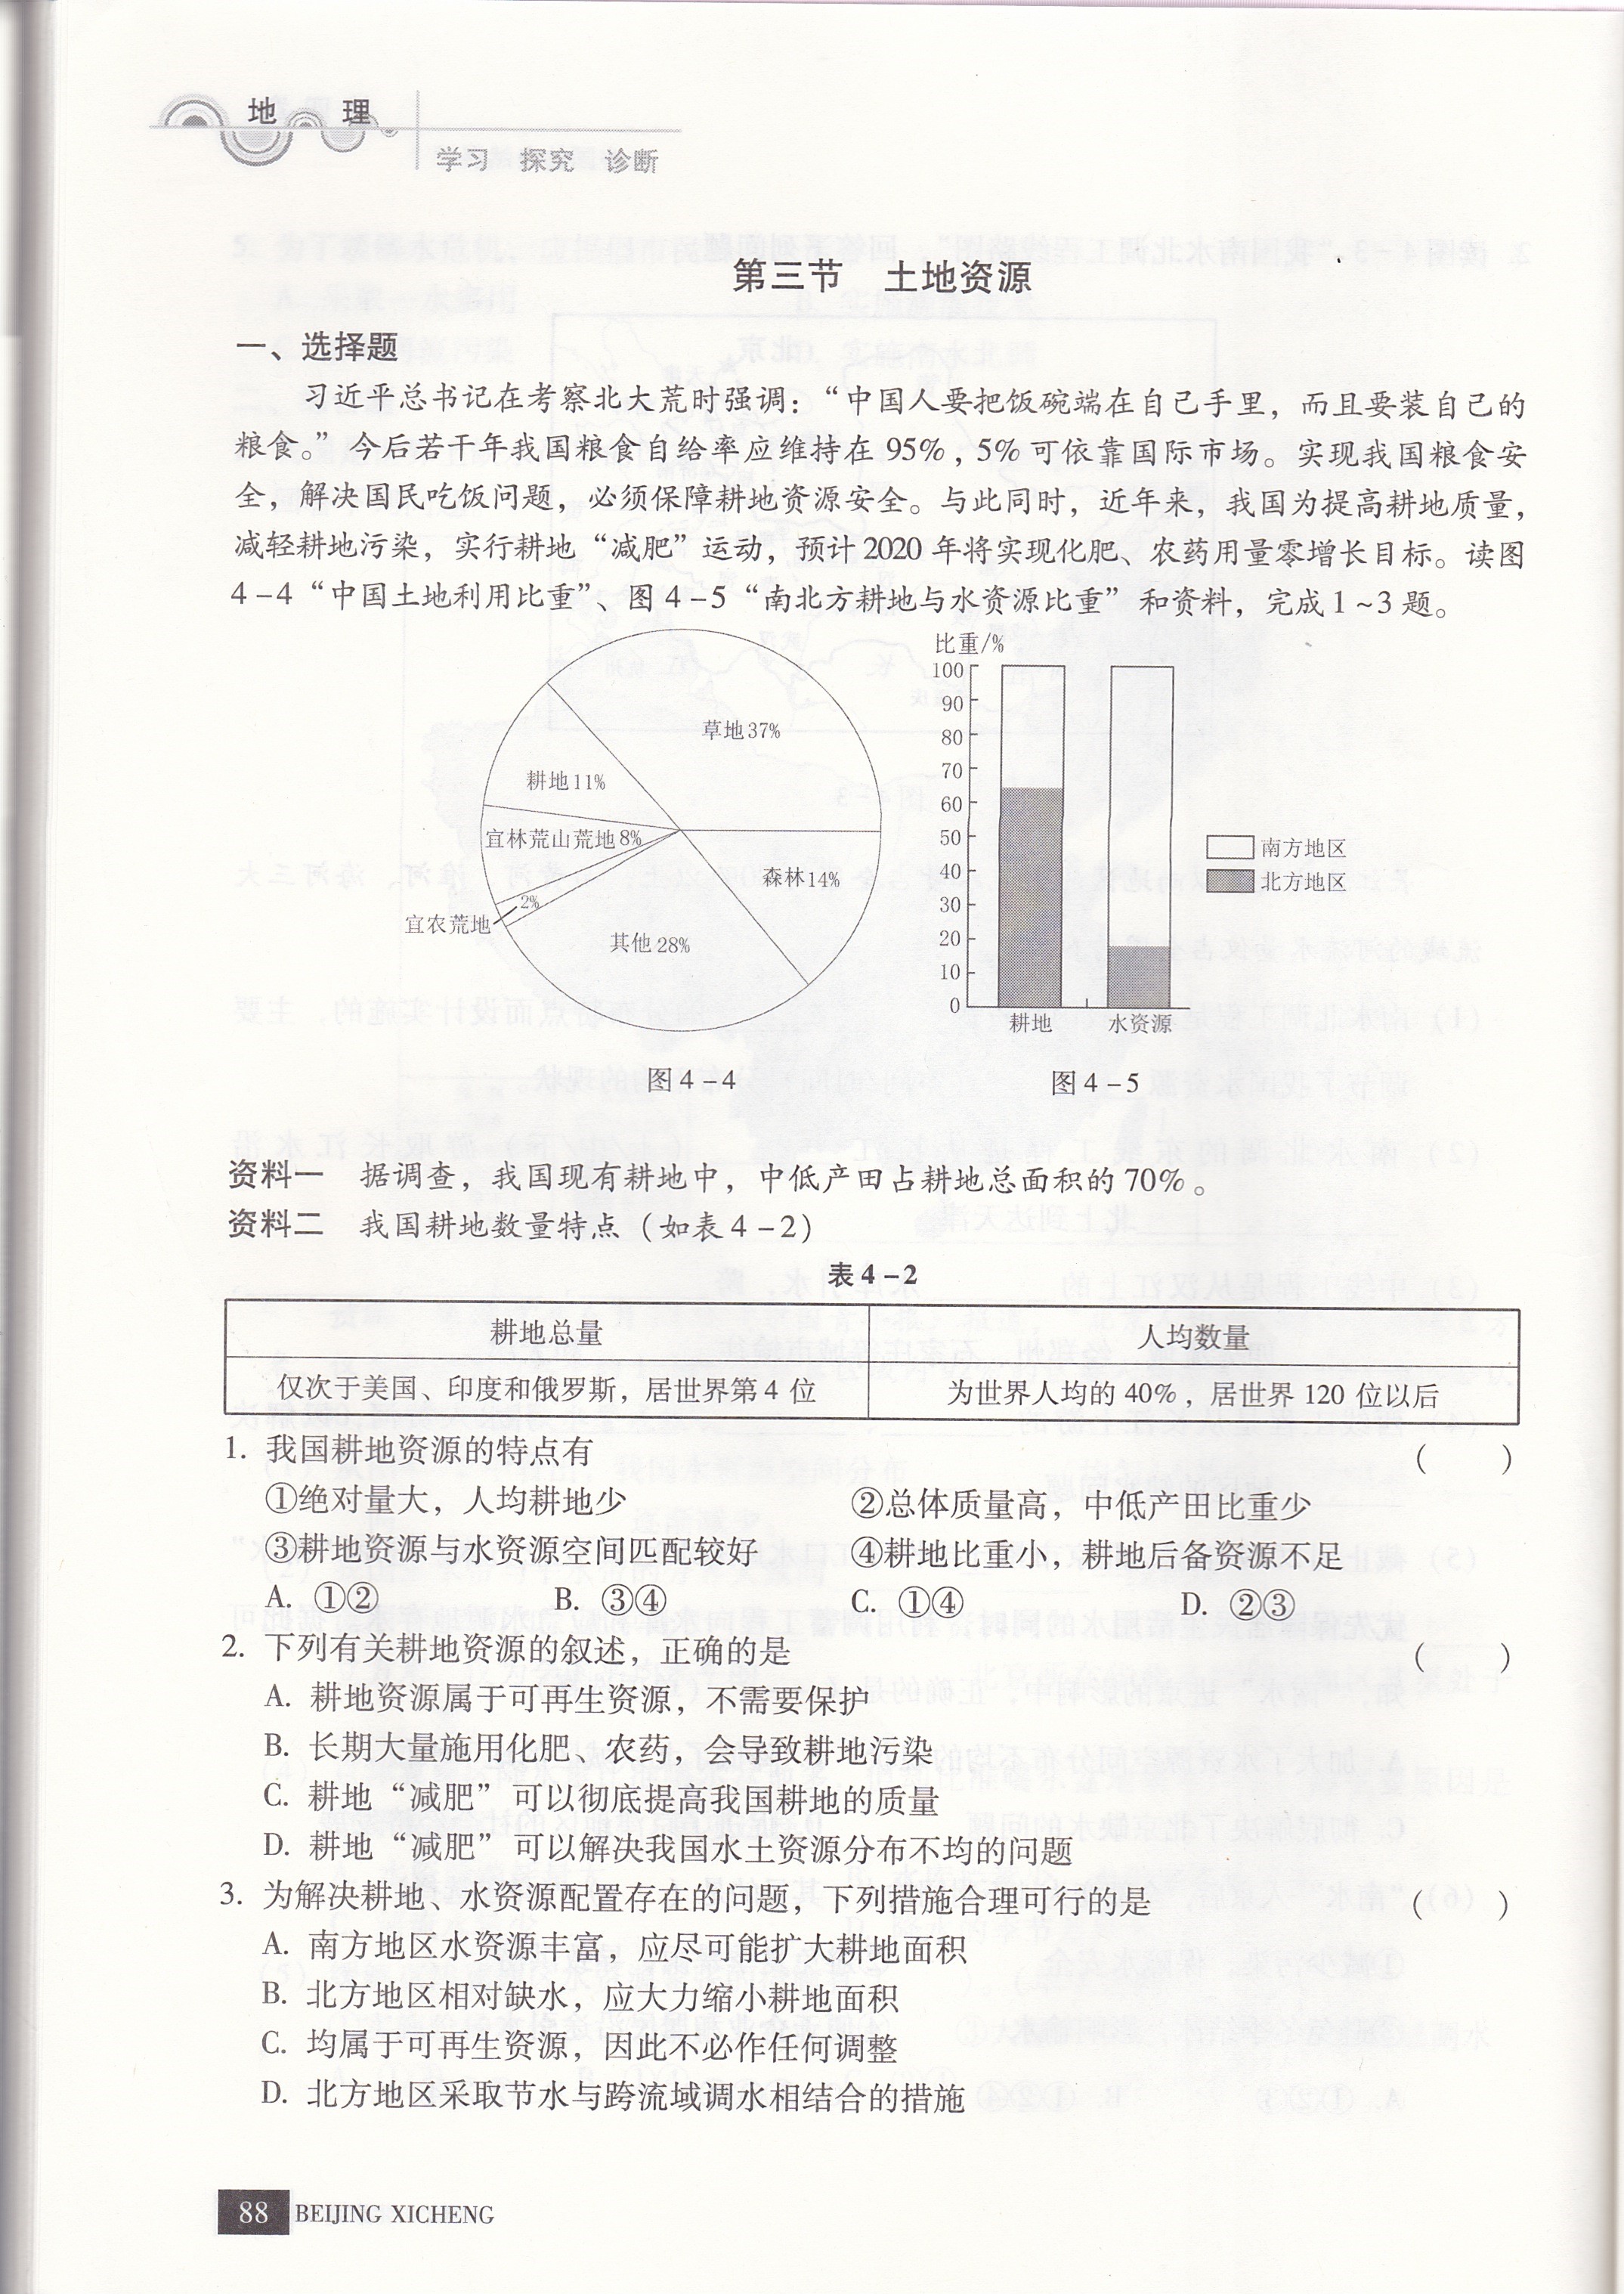 地 理
学习 探究 诊断
第三节 土地资源
一、选择题
习近平总书记在考察北大荒时强调：“中国人要把饭碗端在自己手里，而且要装自己的
粮食。”今后若干年我国粮食自给率应维持在 95%，5%可依靠国际市场。实现我国粮食安
全，解决国民吃饭问题，必须保障耕地资源安全。与此同时，近年来，我国为提高耕地质量，
减轻耕地污染，实行耕地“减肥”运动，预计 2020 年将实现化肥、农药用量零增长目标。读图
4-4“中国土地利用比重”、图 4-5“南北方耕地与水资源比重”和资料，完成 1~3 题。
草地37%
耕地11%
宜林荒山荒地8%
2%
宜农荒地
森林14%
其他28%
图 4-4
比重/%
100
90
80
70
60
50
40
30
20
10
0
耕地 水资源
南方地区
北方地区
图 4-5
资料一 据调查，我国现有耕地中，中低产田占耕地总面积的 70%。
资料二 我国耕地数量特点（如表 4-2）
表 4-2
耕地总量 人均数量
仅次于美国、印度和俄罗斯，居世界第 4 位 为世界人均的 40%，居世界 120 位以后
1. 我国耕地资源的特点有 （ ）
①绝对量大，人均耕地少 ②总体质量高，中低产田比重少
③耕地资源与水资源空间匹配较好 ④耕地比重小，耕地后备资源不足
A. ①② B. ③④ C. ①④ D. ②③
2. 下列有关耕地资源的叙述，正确的是 （ ）
A. 耕地资源属于可再生资源，不需要保护
B. 长期大量施用化肥、农药，会导致耕地污染
C. 耕地“减肥”可以彻底提高我国耕地的质量
D. 耕地“减肥”可以解决我国水土资源分布不均的问题
3. 为解决耕地、水资源配置存在的问题，下列措施合理可行的是 （ ）
A. 南方地区水资源丰富，应尽可能扩大耕地面积
B. 北方地区相对缺水，应大力缩小耕地面积
C. 均属于可再生资源，因此不必作任何调整
D. 北方地区采取节水与跨流域调水相结合的措施
88 BEIJING XICHENG